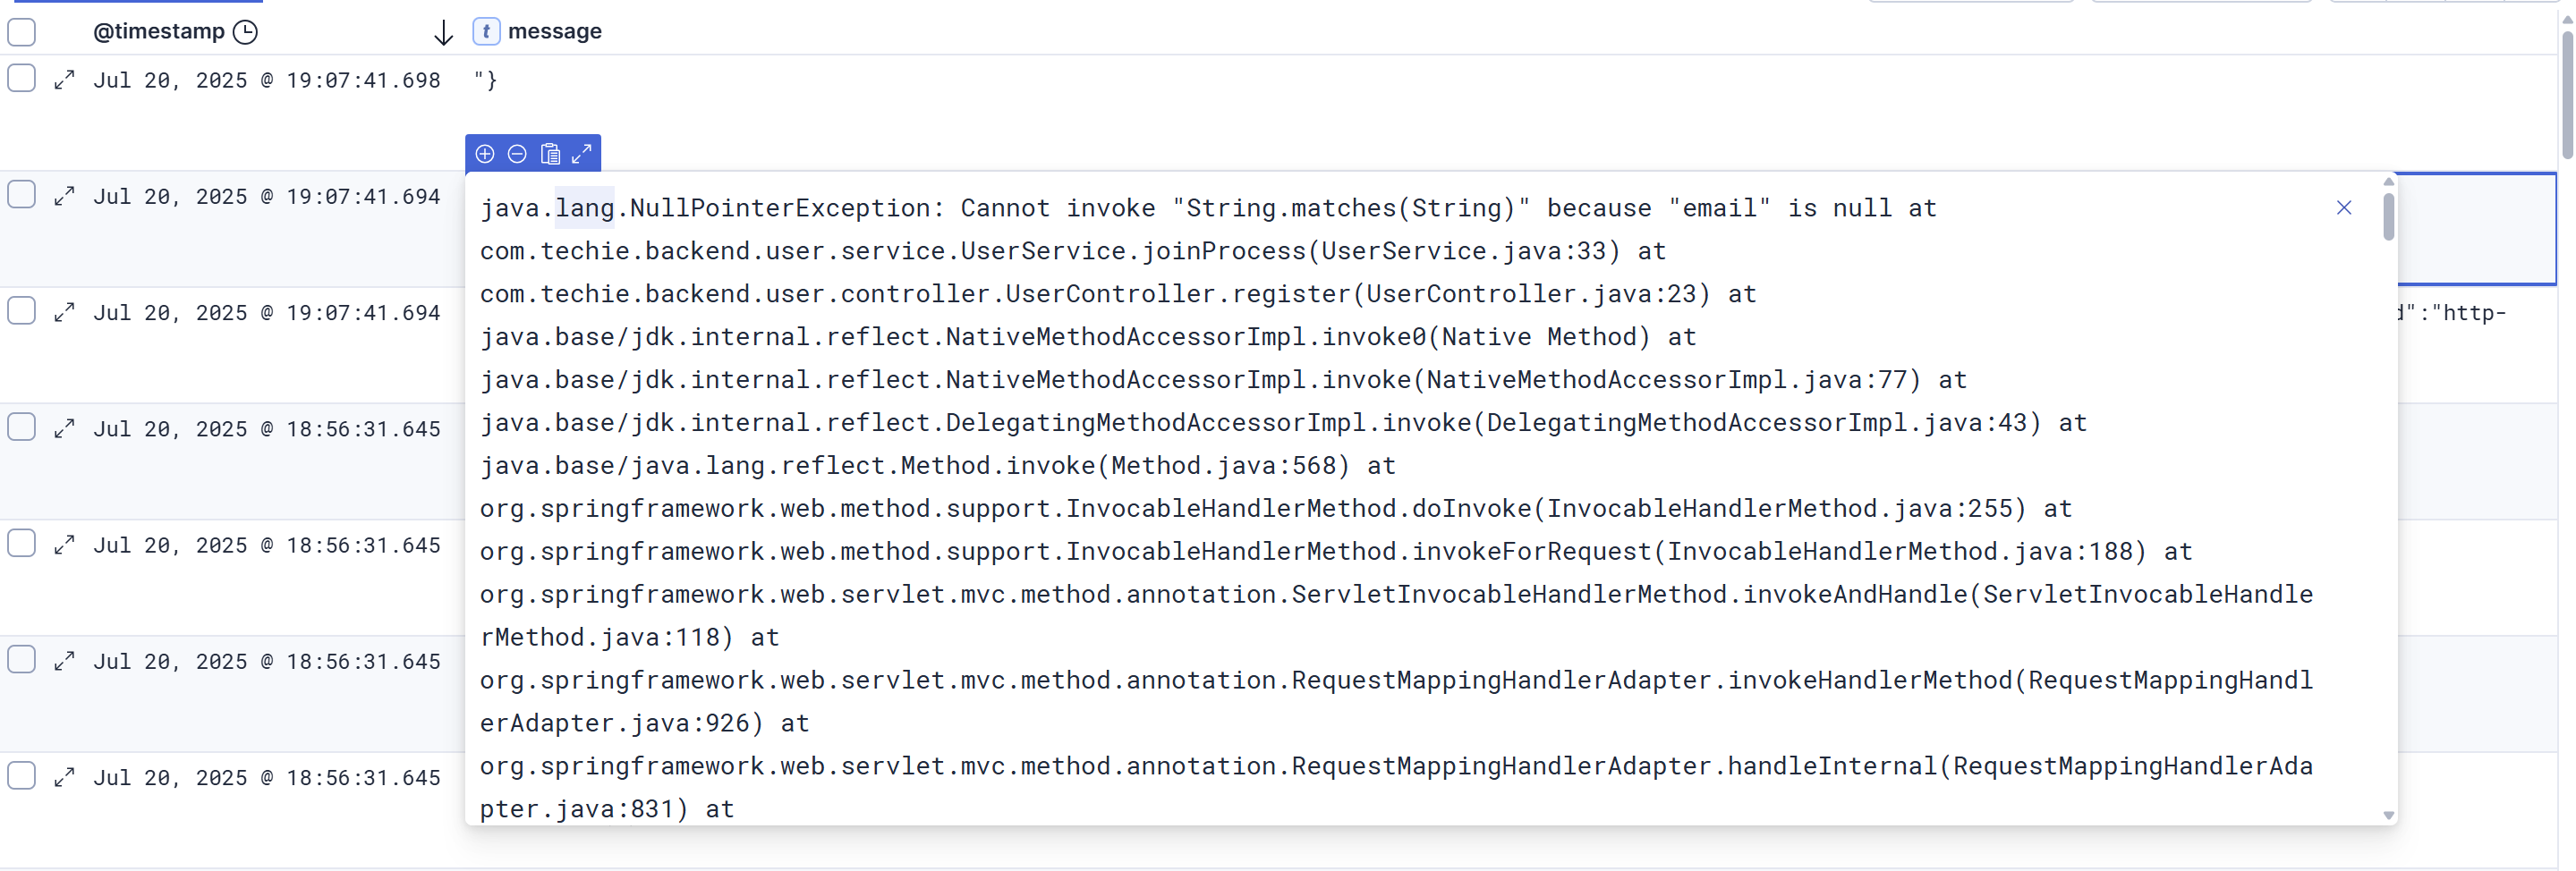 @timestamp t message
Jul 20, 2025 @ 19:07:41.698 "}
Jul 20, 2025 @ 19:07:41.694
java.lang.NullPointerException: Cannot invoke "String.matches(String)" because "email" is null at
com.techie.backend.user.service.UserService.joinProcess(UserService.java:33) at
com.techie.backend.user.controller.UserController.register(UserController.java:23) at
Jul 20, 2025 @ 19:07:41.694 d":"http-
java.base/jdk.internal.reflect.NativeMethodAccessorImpl.invoke0(Native Method) at
java.base/jdk.internal.reflect.NativeMethodAccessorImpl.invoke(NativeMethodAccessorImpl.java:77) at
java.base/jdk.internal.reflect.DelegatingMethodAccessorImpl.invoke(DelegatingMethodAccessorImpl.java:43) at
Jul 20, 2025 @ 18:56:31.645
java.base/java.lang.reflect.Method.invoke(Method.java:568) at
org.springframework.web.method.support.InvocableHandlerMethod.doInvoke(InvocableHandlerMethod.java:255) at
Jul 20, 2025 @ 18:56:31.645
org.springframework.web.method.support.InvocableHandlerMethod.invokeForRequest(InvocableHandlerMethod.java:188) at
org.springframework.web.servlet.mvc.method.annotation.ServletInvocableHandlerMethod.invokeAndHandle(ServletInvocableHandle
rMethod.java:118) at
Jul 20, 2025 @ 18:56:31.645
org.springframework.web.servlet.mvc.method.annotation.RequestMappingHandlerAdapter.invokeHandlerMethod(RequestMappingHandl
erAdapter.java:926) at
org.springframework.web.servlet.mvc.method.annotation.RequestMappingHandlerAdapter.handleInternal(RequestMappingHandlerAda
Jul 20, 2025 @ 18:56:31.645
pter.java:831) at